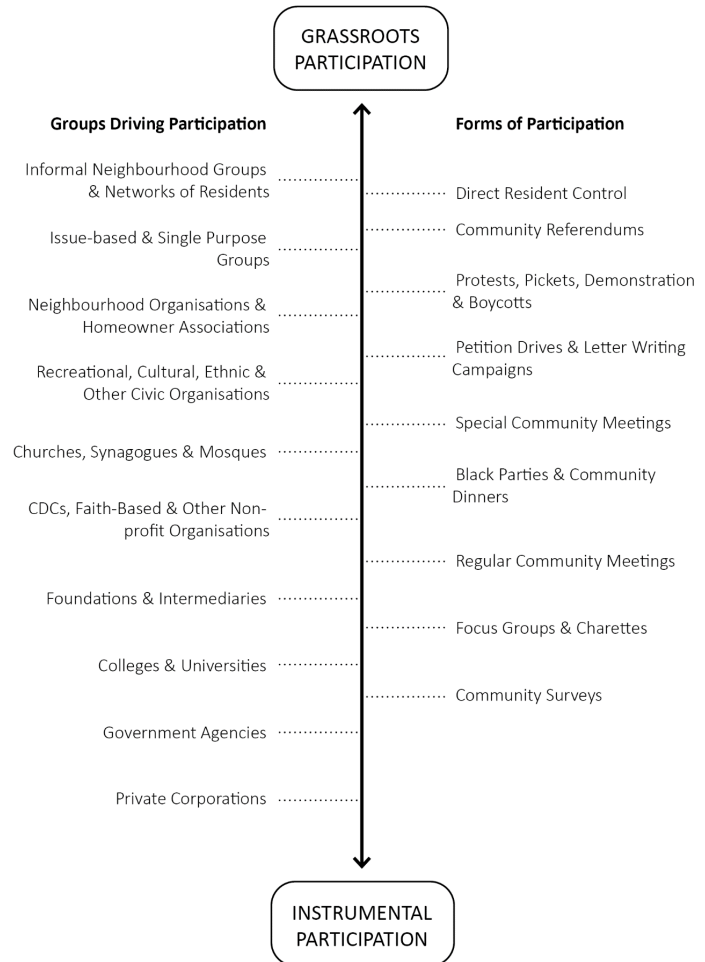 GRASSROOTS
PARTICIPATION
Groups Driving Participation
Informal Neighbourhood Groups
& Networks of Residents
Issue-based & Single Purpose
Groups
Neighbourhood Organisations &
Homeowner Associations
Recreational, Cultural, Ethnic &
Other Civic Organisations
Churches, Synagogues & Mosques
CDCs, Faith-Based & Other Non-
profit Organisations
Foundations & Intermediaries
Colleges & Universities
Government Agencies
Private Corporations
Forms of Participation
Direct Resident Control
Community Referendums
Protests, Pickets, Demonstration
& Boycotts
Petition Drives & Letter Writing
Campaigns
Special Community Meetings
Black Parties & Community
Dinners
Regular Community Meetings
Focus Groups & Charettes
Community Surveys
INSTRUMENTAL
PARTICIPATION